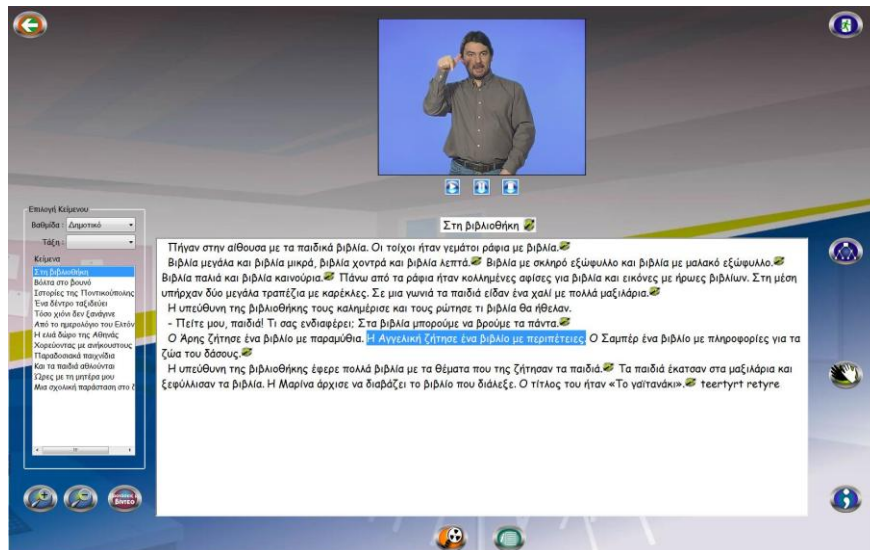 Στη βιβλιοθήκη
Επιλογή Κειμένου
Βαθμίδα : Δημοτικό
Τάξη :
Κείμενα
Στη βιβλιοθήκη
Βόλτα στο βουνό
Ιστορίες της Ποντικούπολης
Ένα δέντρο ταξιδεύει
Τόσο χιόνι δεν ξανάγινε
Από το ημερολόγιο του Ελτόν
Η ελιά δώρο της Αθηνάς
Χορεύοντας με ανήκουστους
Παραδοσιακά παιχνίδια
Και τα παιδιά αθλούνται
Ώρες με τη μητέρα μου
Μια σχολική παράσταση στο δ
ΒΙΝΤΕΟ
Πήγαν στην αίθουσα με τα παιδικά βιβλία. Οι τοίχοι ήταν γεμάτοι ράφια με βιβλία.
Βιβλία μεγάλα και βιβλία μικρά, βιβλία χοντρά και βιβλία λεπτά. Βιβλία με σκληρό εξώφυλλο και βιβλία με μαλακό εξώφυλλο.
Βιβλία παλιά και βιβλία καινούρια. Πάνω από τα ράφια ήταν κολλημένες αφίσες για βιβλία και εικόνες με ήρωες βιβλίων. Στη μέση
υπήρχαν δύο μεγάλα τραπέζια με καρέκλες. Σε μια γωνιά τα παιδιά είδαν ένα χαλί με πολλά μαξιλάρια.
Η υπεύθυνη της βιβλιοθήκης τους καλημέρισε και τους ρώτησε τι βιβλία θα ήθελαν.
- Πείτε μου, παιδιά! Τι σας ενδιαφέρει; Στα βιβλία μπορούμε να βρούμε τα πάντα.
Ο Άρης ζήτησε ένα βιβλίο με παραμύθια. Η Αγγελική ζήτησε ένα βιβλίο με περιπέτειες. Ο Σαμπέρ ένα βιβλίο με πληροφορίες για τα
ζώα του δάσους.
Η υπεύθυνη της βιβλιοθήκης έφερε πολλά βιβλία με τα θέματα που της ζήτησαν τα παιδιά. Τα παιδιά έκατσαν στα μαξιλάρια και
ξεφύλλισαν τα βιβλία. Η Μαρίνα άρχισε να διαβάζει το βιβλίο που διάλεξε. Ο τίτλος του ήταν «Το γαϊτανάκι». teertyrt retyre